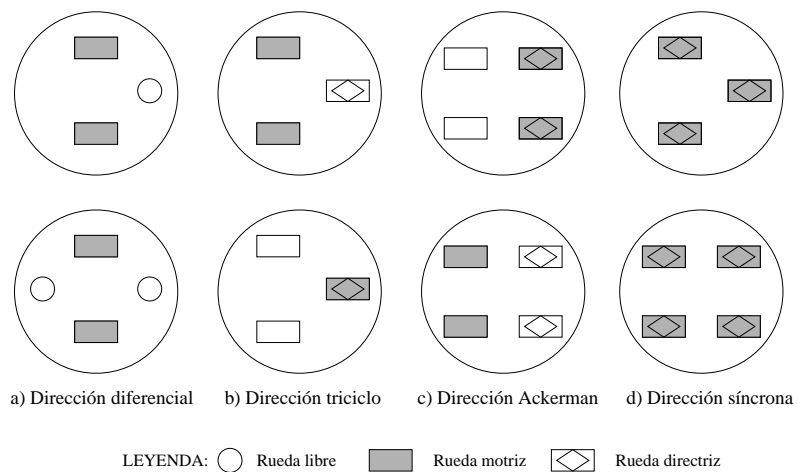 a) Dirección diferencial b) Dirección triciclo c) Dirección Ackerman d) Dirección síncrona
LEYENDA: Rueda libre Rueda motriz Rueda directriz